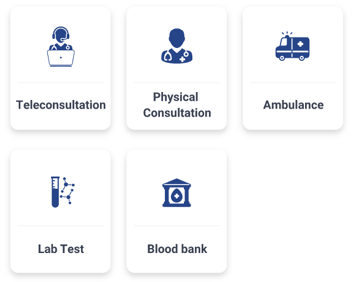 Teleconsultation
Physical
Consultation
Ambulance
Lab Test
Blood bank